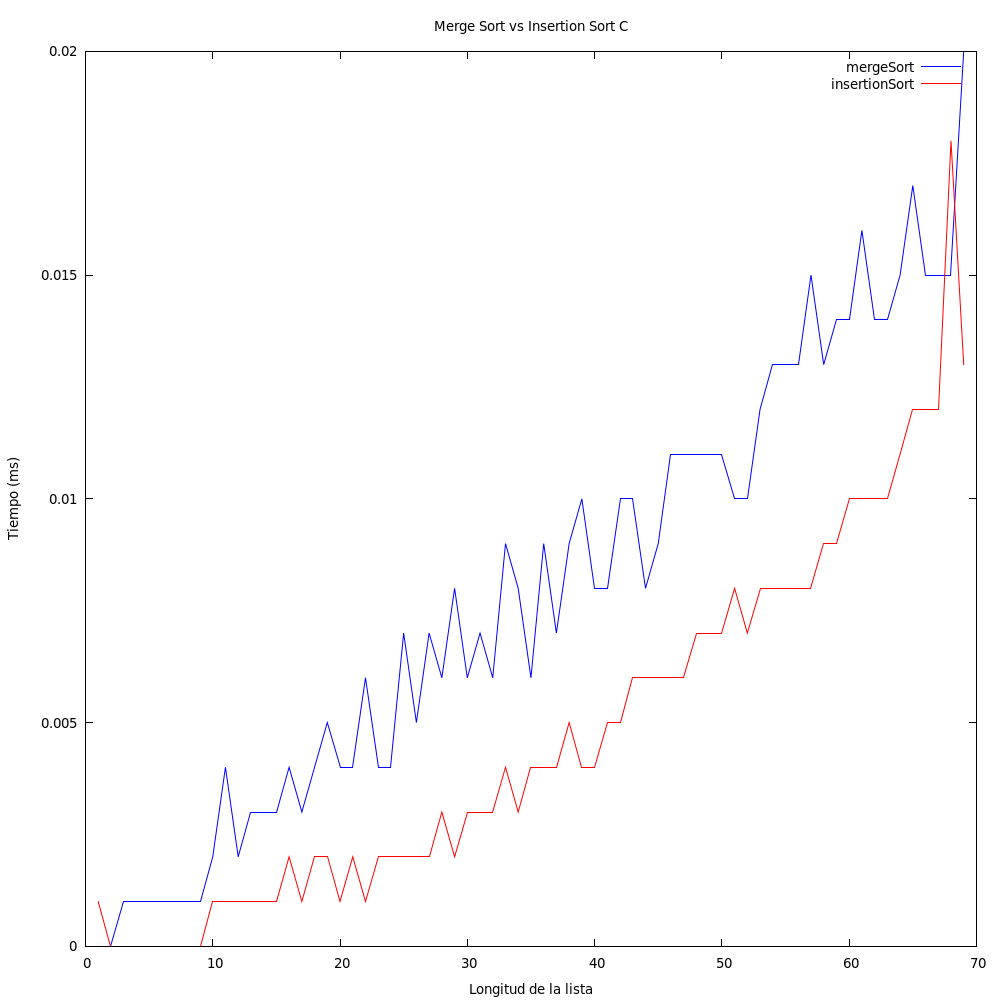 Merge Sort vs Insertion Sort C
0.02
mergeSort
insertionSort
0.015
0.01
Tiempo (ms)
0.005
0
0 10 20 30 40 50 60 70
Longitud de la lista